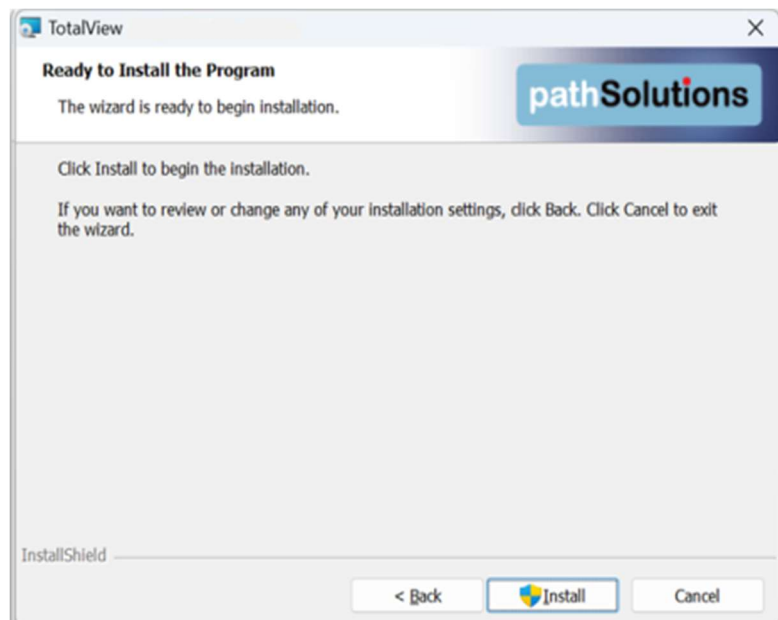 TotalView
Ready to Install the Program
The wizard is ready to begin installation.
pathSolutions
Click Install to begin the installation.
If you want to review or change any of your installation settings, click Back. Click Cancel to exit
the wizard.
InstallShield
< Back
Install
Cancel